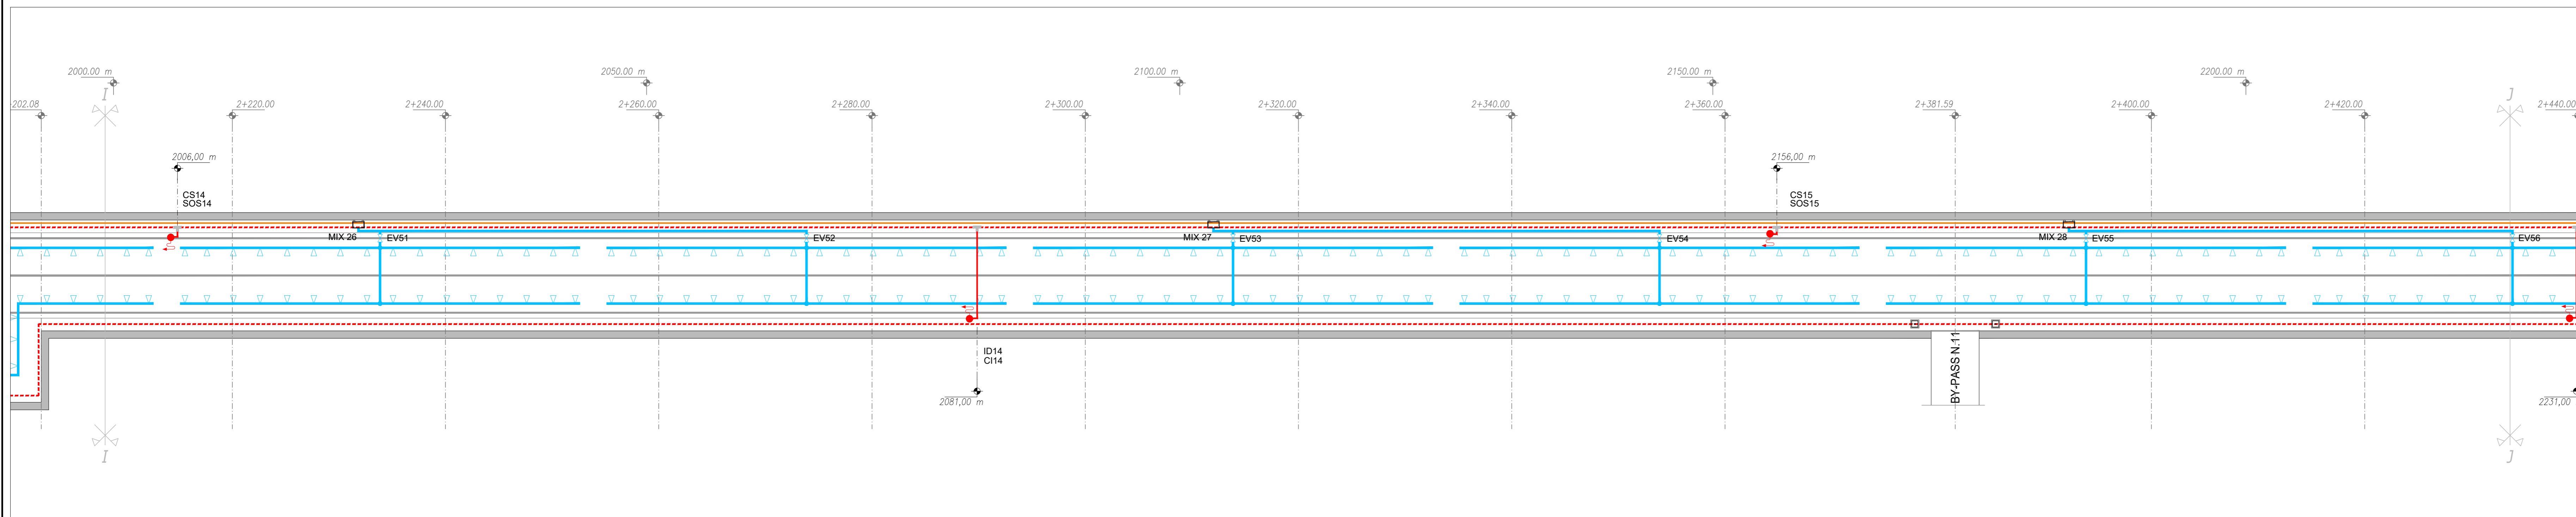 2000.00 m
2050.00 m
2100.00 m
2150.00 m
2200.00 m
I
J
-202.08
2+220.00
2+240.00
2+260.00
2+280.00
2+300.00
2+320.00
2+340.00
2+360.00
2+381.59
2+400.00
2+420.00
2+440.00
2006,00 m
2156,00 m
CS14
SOS14
CS15
SOS15
MIX 26
EV51
EV52
MIX 27
EV53
EV54
MIX 28
EV55
EV56
ID14
CI14
BY-PASS N.11
2081,00 m
2231,00
I
J